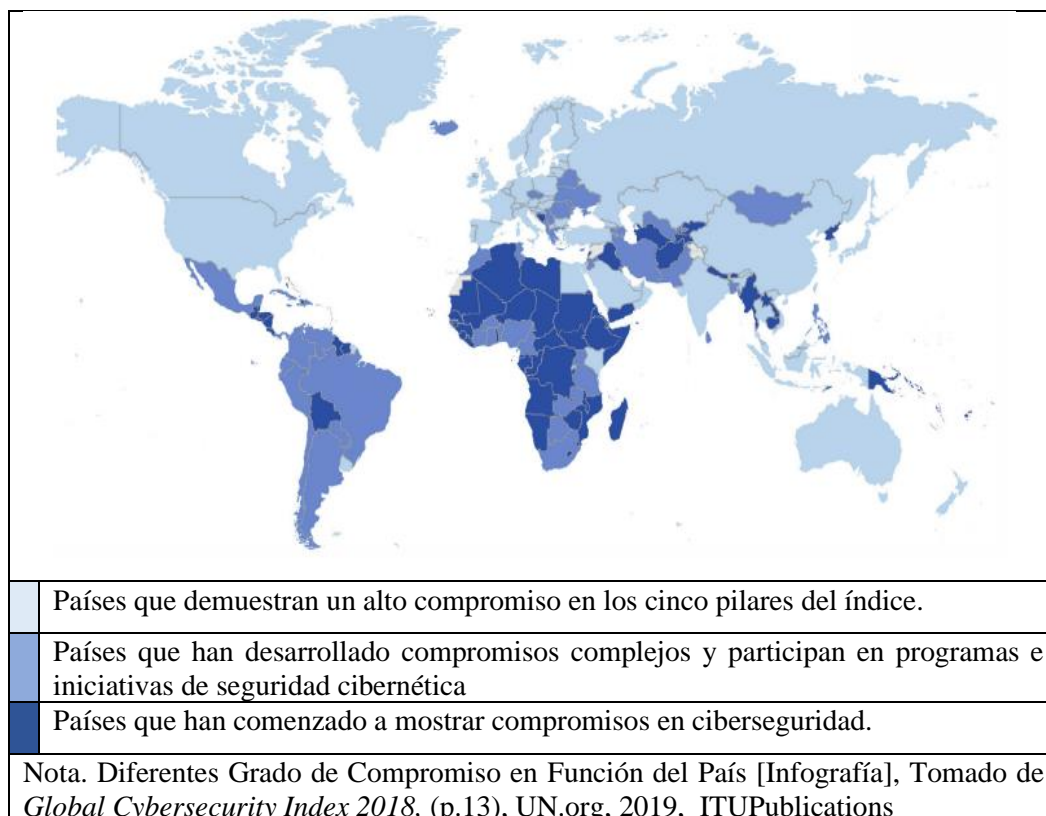 Países que demuestran un alto compromiso en los cinco pilares del índice.
Países que han desarrollado compromisos complejos y participan en programas e
iniciativas de seguridad cibernética
Países que han comenzado a mostrar compromisos en ciberseguridad.
Nota. Diferentes Grado de Compromiso en Función del País [Infografía], Tomado de
Global Cybersecurity Index 2018. (p.13), UN.org, 2019, ITUPublications